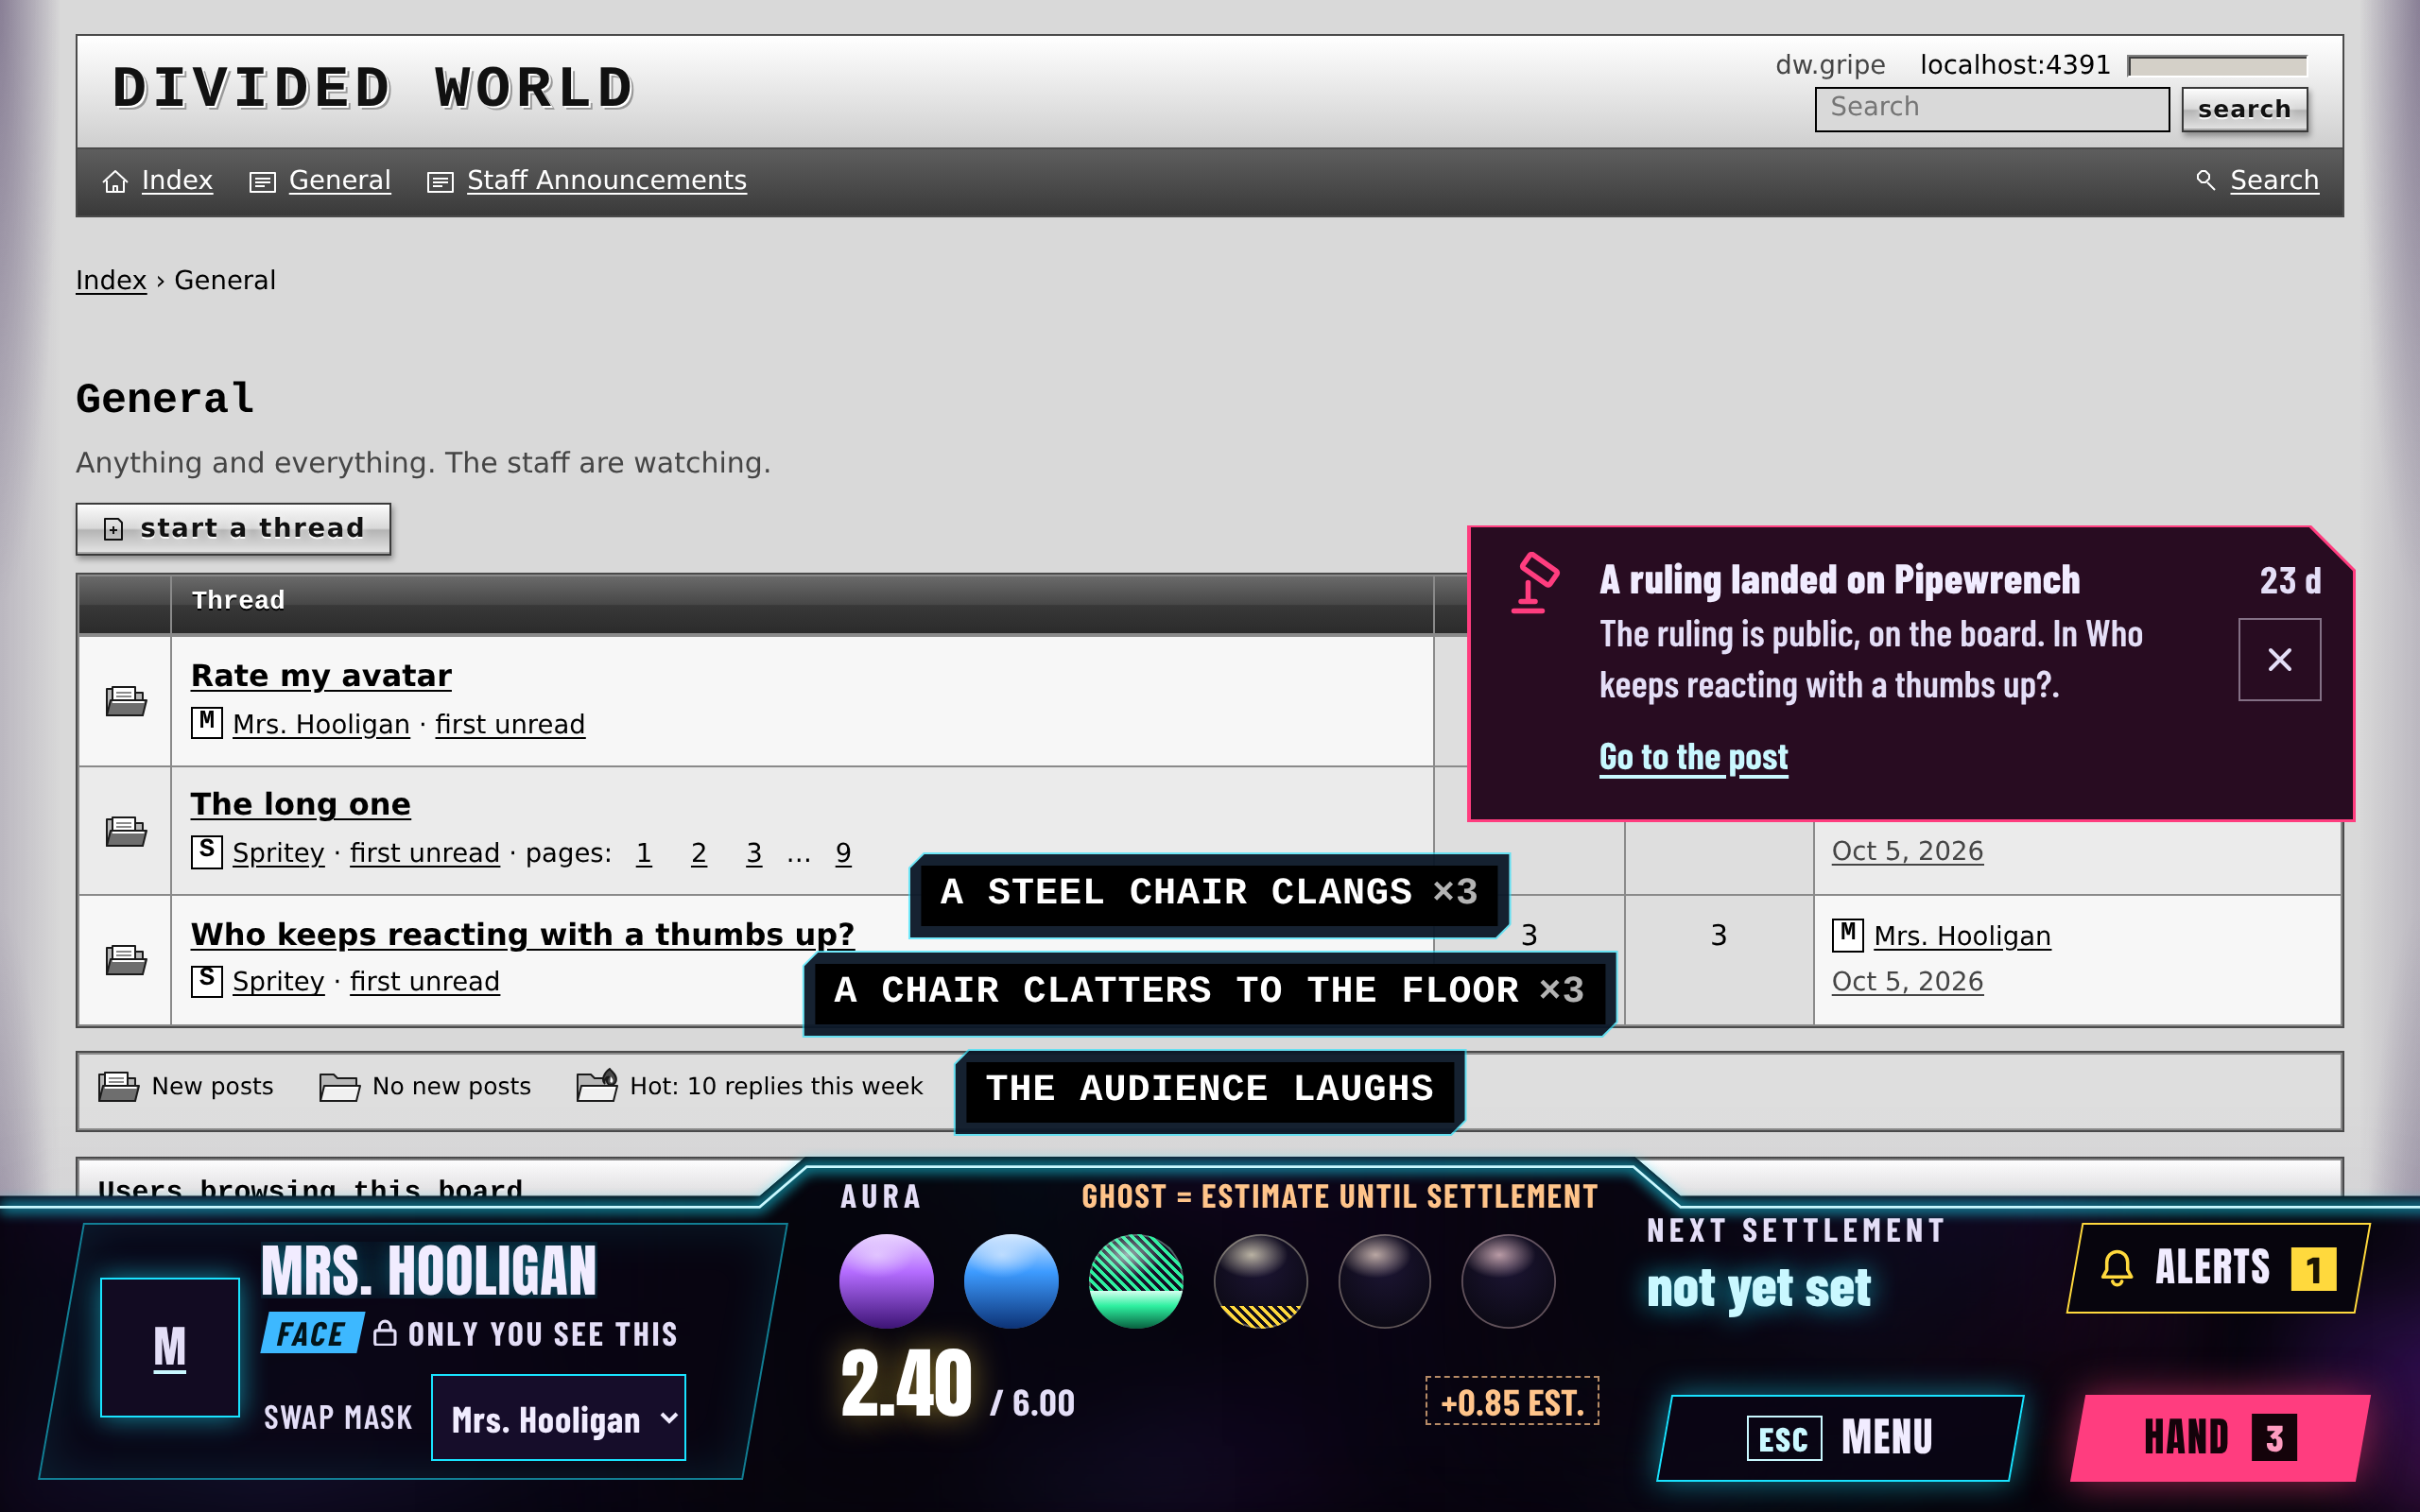 DIVIDED WORLD
dw.gripe localhost:4391
Search search
Index General Staff Announcements Search
Index › General
General
Anything and everything. The staff are watching.
start a thread
Thread
Rate my avatar
M Mrs. Hooligan · first unread
A ruling landed on Pipewrench 23 d
The ruling is public, on the board. In Who
keeps reacting with a thumbs up?.
Go to the post
The long one
S Spritey · first unread · pages: 1 2 3 … 9
Oct 5, 2026
A STEEL CHAIR CLANGS ×3
Who keeps reacting with a thumbs up? 3 3 M Mrs. Hooligan
S Spritey · first unread
Oct 5, 2026
A CHAIR CLATTERS TO THE FLOOR ×3
New posts No new posts Hot: 10 replies this week
THE AUDIENCE LAUGHS
Users browsing this board
MRS. HOOLIGAN
M
FACE ONLY YOU SEE THIS
SWAP MASK Mrs. Hooligan
AURA GHOST = ESTIMATE UNTIL SETTLEMENT
2.40 / 6.00 +0.85 EST.
NEXT SETTLEMENT
not yet set
ALERTS 1
ESC MENU
HAND 3